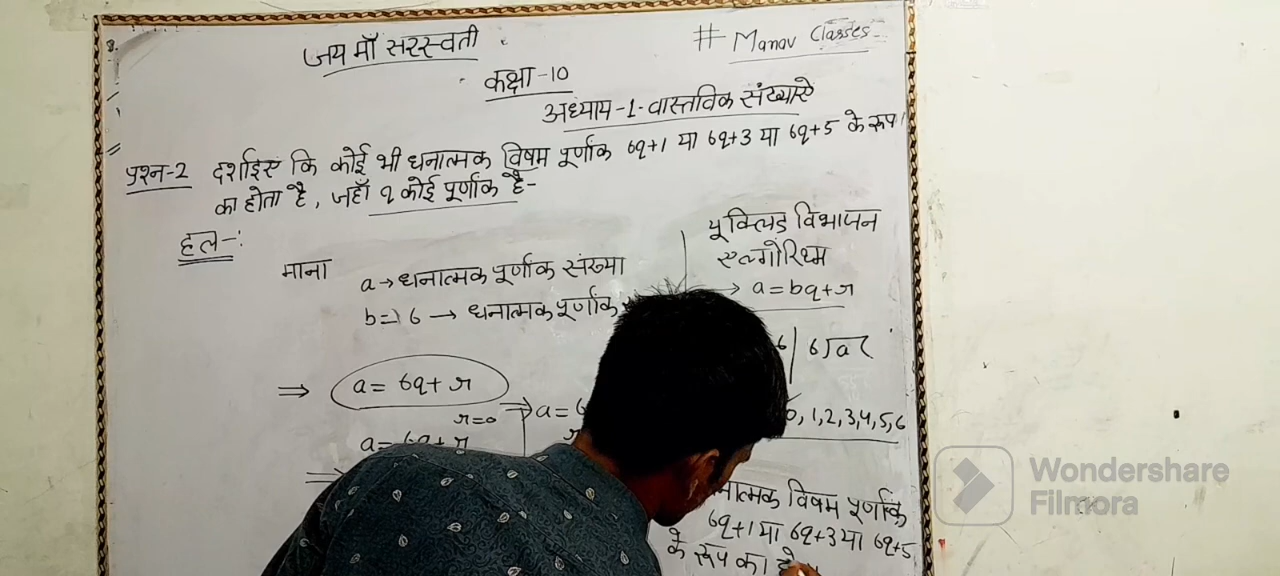 जय माँ सरस्वती
# Manav Classes
कक्षा -10
अध्याय -1- वास्तविक संख्याऐ
प्रश्न-2 दर्शाइए कि कोई भी धनात्मक विषम पूर्णांक 6q+1 या 6q+3 या 6q+5 के रूप
का होता है, जहाँ q कोई पूर्णांक है-
हल-:
माना a → धनात्मक पूर्णांक संख्या
b = 6 → धनात्मक पूर्णांक
यूक्लिड विभाजन
एल्गोरिथ्म
→ a = bq + r
6 | 6)a(
⇒ a = 6q + r
r=0
a = 6q + r
→ a = 6
0, 1, 2, 3, 4, 5, 6
विषम पूर्णांक
6q+1 या 6q+3 या 6q+5
के रूप का
Wondershare
Filmora